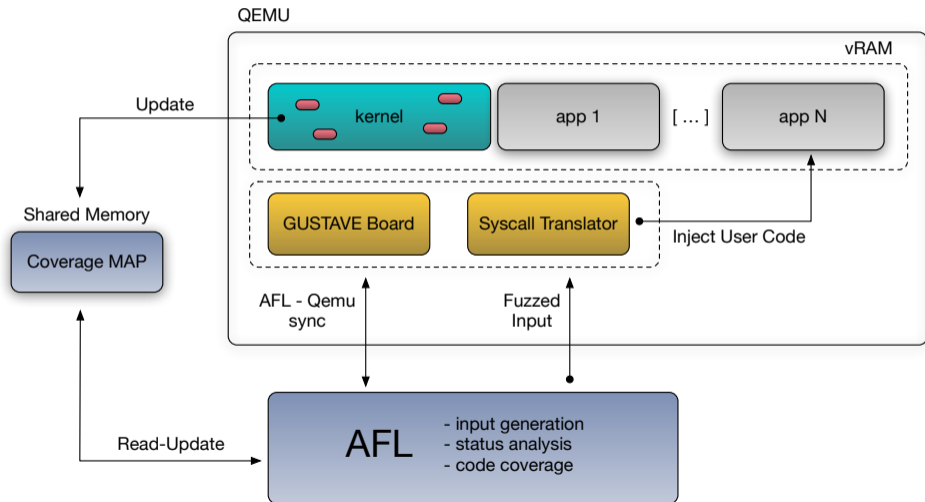 QEMU
vRAM
kernel
app 1
[ ... ]
app N
Update
Shared Memory
Coverage MAP
GUSTAVE Board
Syscall Translator
Inject User Code
AFL - Qemu
sync
Fuzzed
Input
Read-Update
AFL
- input generation
- status analysis
- code coverage